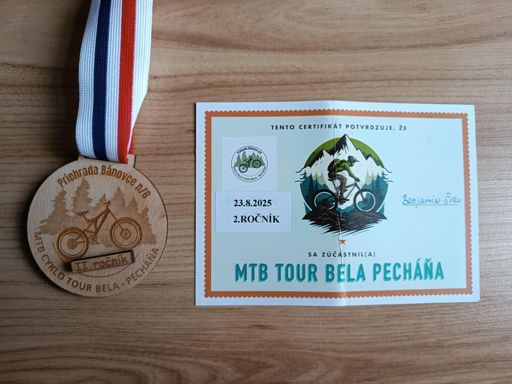 Priehrada Bánovce n/B
II. ročník
MTB CYKLO TOUR BELA - PECHÁŇA
TENTO CERTIFIKÁT POTVRDZUJE, ŽE
23.8.2025
2.ROČNÍK
Benjamin
SA ZÚČASTNIL(A)
MTB TOUR BELA PECHÁŇA